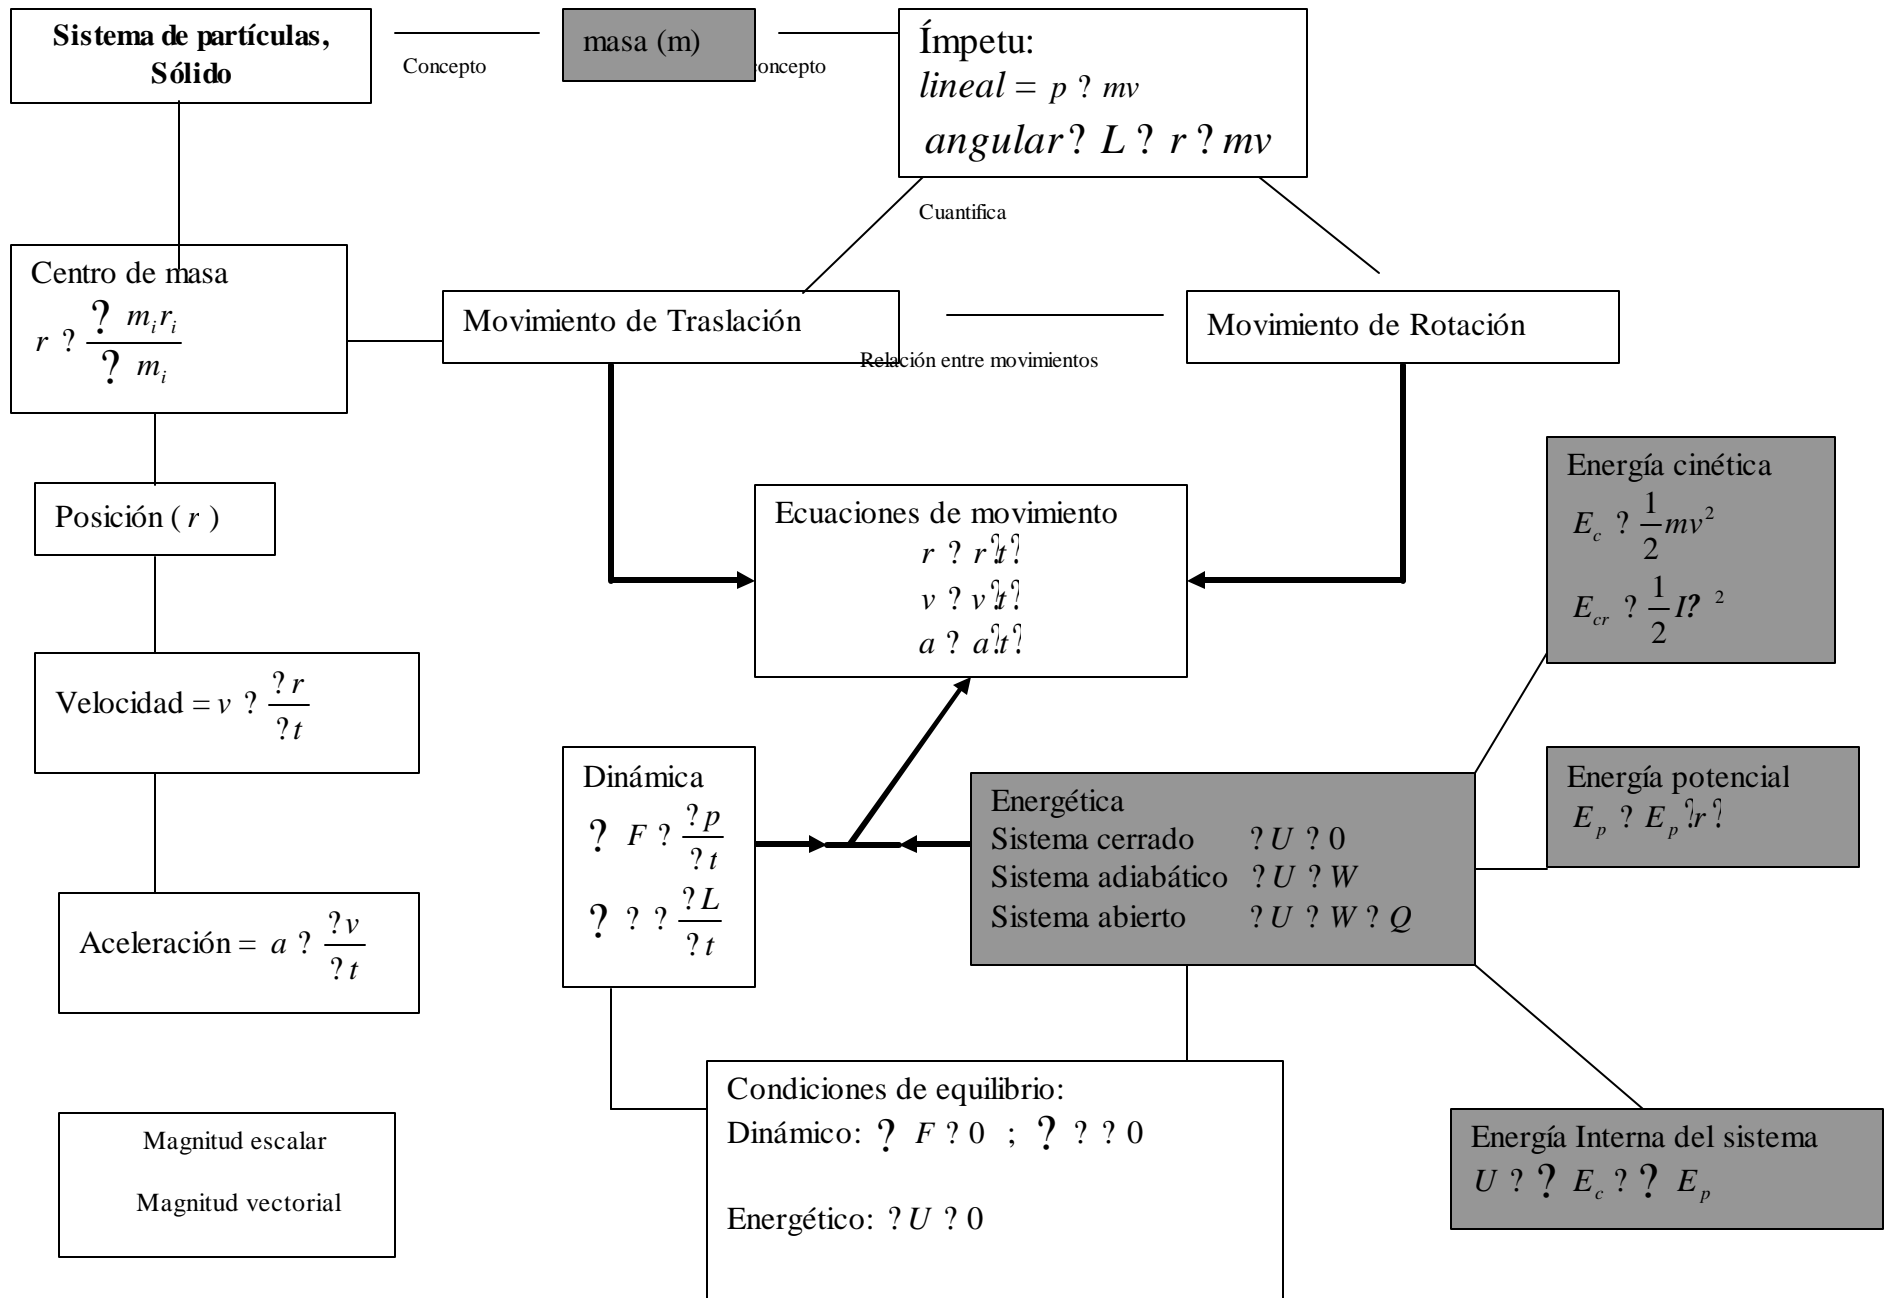 Sistema de partículas,
Sólido
Concepto
masa (m)
concepto
Ímpetu:
lineal = p ? mv
angular ? L ? r ? mv
Cuantifica
Centro de masa
r ? ? m_i r_i / ? m_i
Movimiento de Traslación
Relación entre movimientos
Movimiento de Rotación
Posición ( r )
Ecuaciones de movimiento
r ? r?t?
v ? v?t?
a ? a?t?
Energía cinética
E_c ? 1/2 mv²
E_cr ? 1/2 I? ²
Velocidad = v ? ? r / ? t
Dinámica
? F ? ? p / ? t
? ? ? ? L / ? t
Energética
Sistema cerrado ? U ? 0
Sistema adiabático ? U ? W
Sistema abierto ? U ? W ? Q
Energía potencial
E_p ? E_p ?r?
Aceleración = a ? ? v / ? t
Condiciones de equilibrio:
Dinámico: ? F ? 0 ; ? ? ? 0
Energético: ? U ? 0
Energía Interna del sistema
U ? ? E_c ? ? E_p
Magnitud escalar
Magnitud vectorial